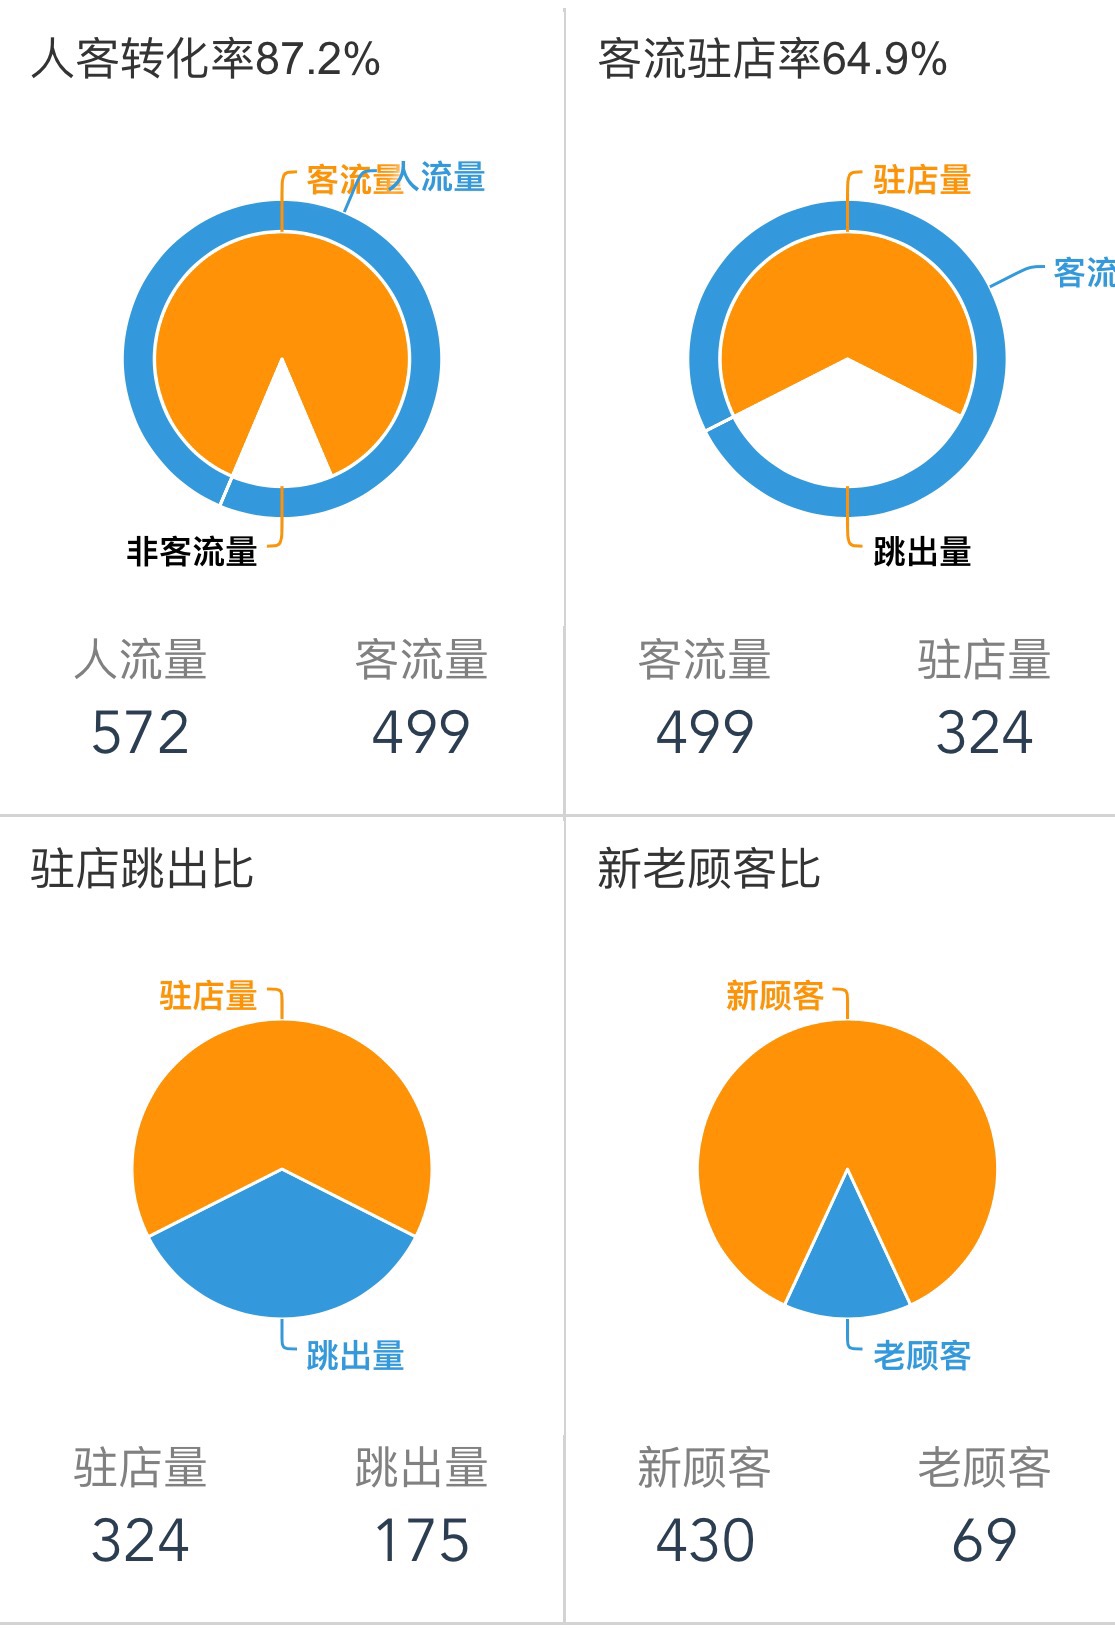 人客转化率87.2%
客流量
人流量
非客流量
人流量
客流量
572
499
客流驻店率64.9%
驻店量
客流
跳出量
客流量
驻店量
499
324
驻店跳出比
驻店量
跳出量
驻店量
跳出量
324
175
新老顾客比
新顾客
老顾客
新顾客
老顾客
430
69